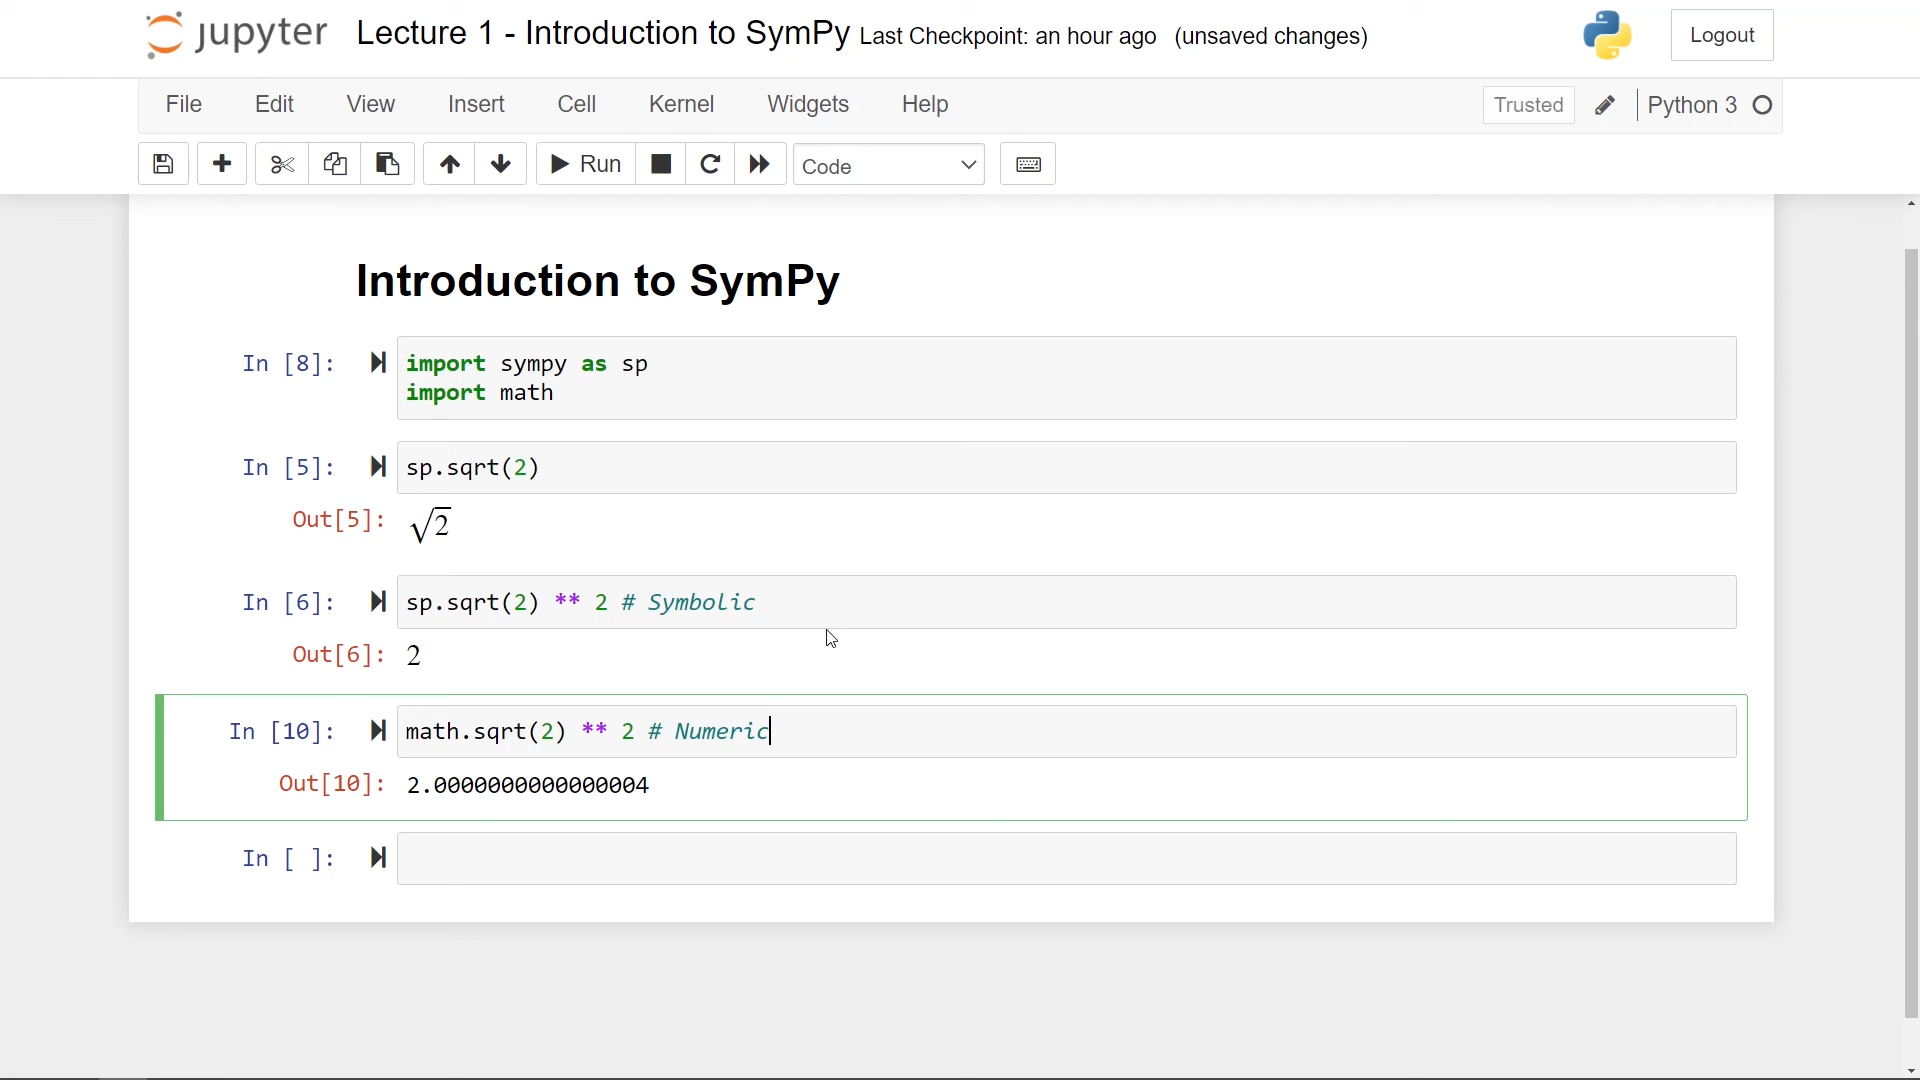 jupyter Lecture 1 - Introduction to SymPy Last Checkpoint: an hour ago (unsaved changes) Logout
File Edit View Insert Cell Kernel Widgets Help Trusted Python 3
Run Code
Introduction to SymPy
In [8]: import sympy as sp
import math
In [5]: sp.sqrt(2)
Out[5]: √2
In [6]: sp.sqrt(2) ** 2 # Symbolic
Out[6]: 2
In [10]: math.sqrt(2) ** 2 # Numeric
Out[10]: 2.0000000000000004
In [ ]: